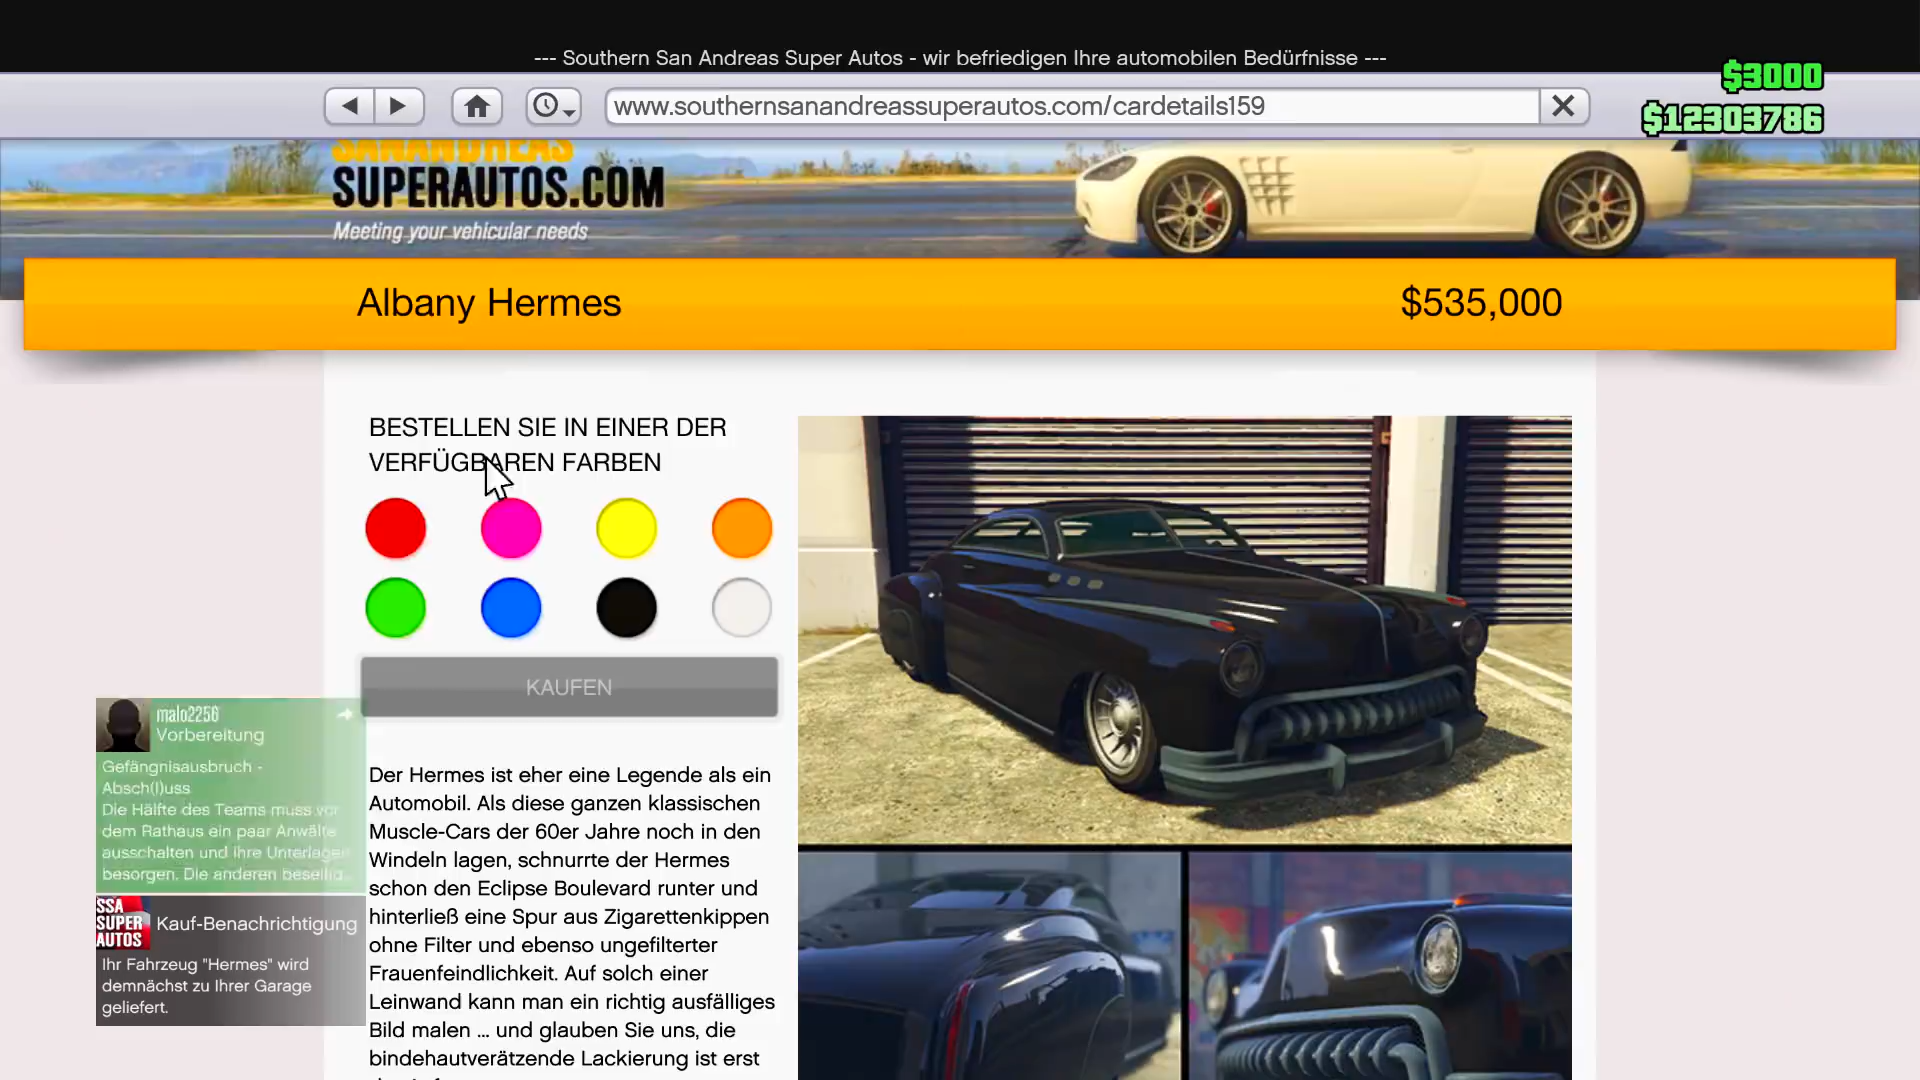 --- Southern San Andreas Super Autos - wir befriedigen Ihre automobilen Bedürfnisse ---
$3000
$12303786
www.southernsanandreassuperautos.com/cardetails159
SANANDREAS
SUPERAUTOS.COM
Meeting your vehicular needs
Albany Hermes
$535,000
BESTELLEN SIE IN EINER DER
VERFÜGBAREN FARBEN
KAUFEN
Der Hermes ist eher eine Legende als ein
Automobil. Als diese ganzen klassischen
Muscle-Cars der 60er Jahre noch in den
Windeln lagen, schnurrte der Hermes
schon den Eclipse Boulevard runter und
hinterließ eine Spur aus Zigarettenkippen
ohne Filter und ebenso ungefilterter
Frauenfeindlichkeit. Auf solch einer
Leinwand kann man ein richtig ausfälliges
Bild malen ... und glauben Sie uns, die
bindehautverätzende Lackierung ist erst
malo2256
Vorbereitung
Gefängnisausbruch -
Absch(l)uss
Die Hälfte des Teams muss vor
dem Rathaus ein paar Anwälte
ausschalten und ihre Unterlagen
besorgen. Die anderen beseitig...
SSA
SUPER
AUTOS
Kauf-Benachrichtigung
Ihr Fahrzeug "Hermes" wird
demnächst zu Ihrer Garage
geliefert.